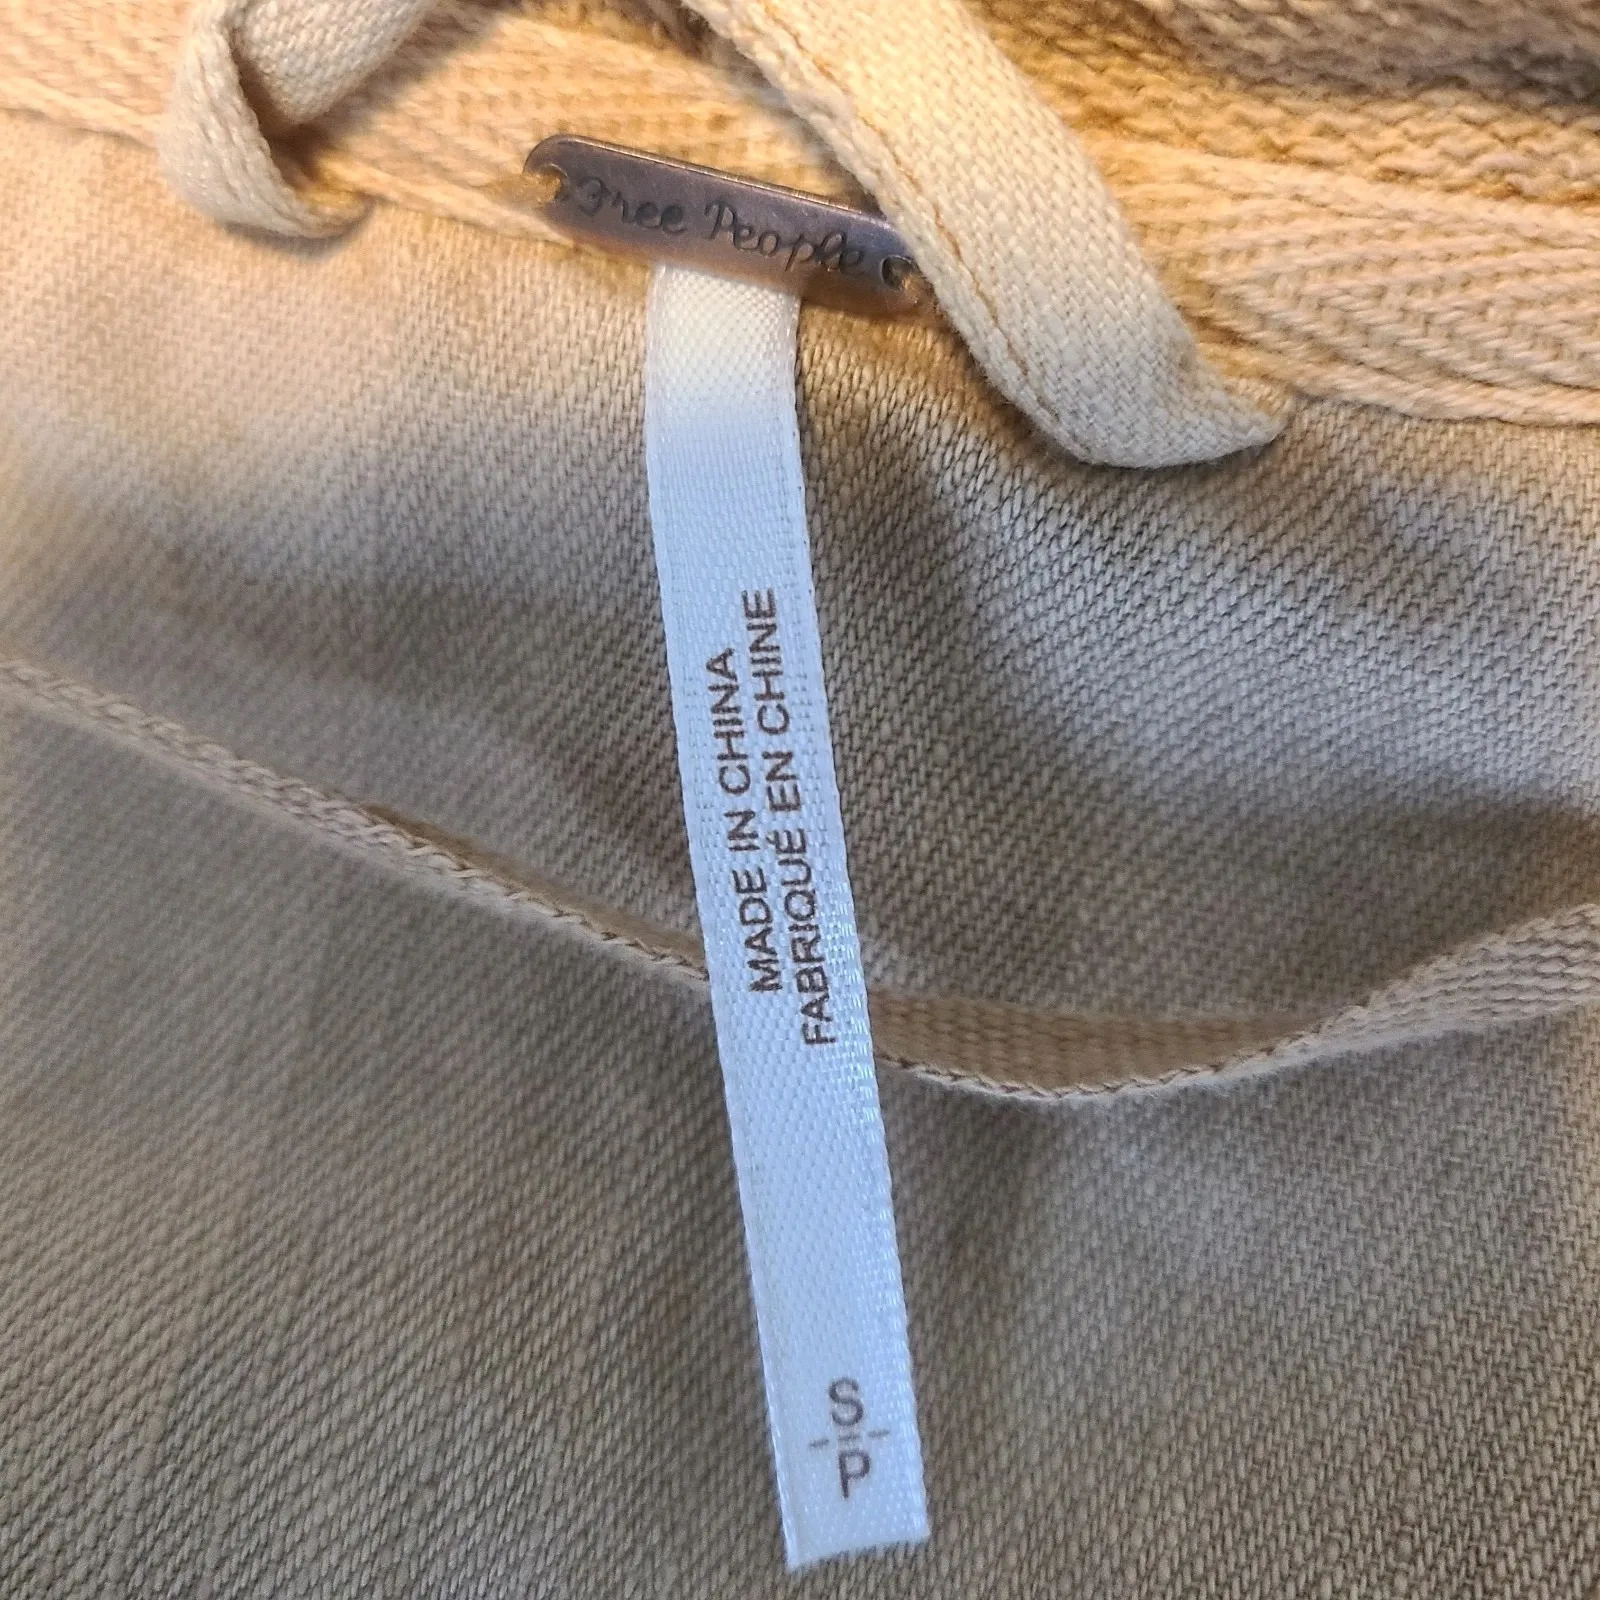 Free People
MADE IN CHINA
FABRIQUÉ EN CHINE
S
P